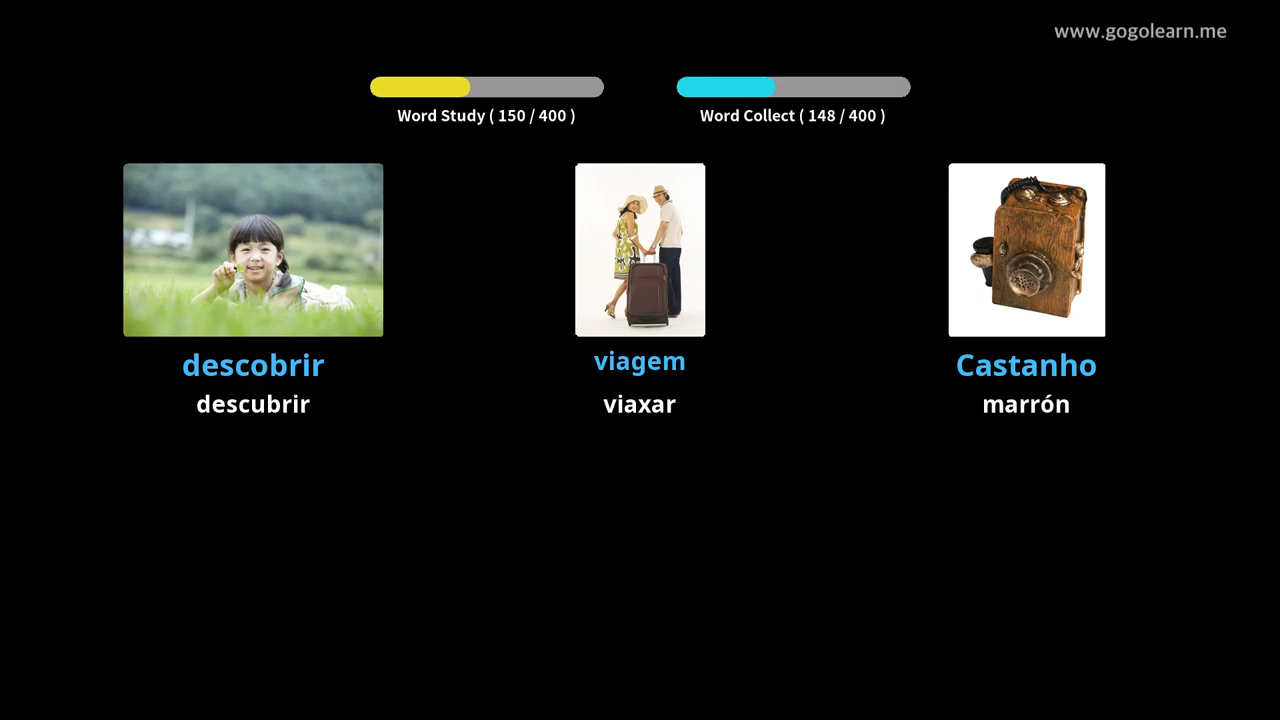 www.gogolearn.me
Word Study ( 150 / 400 )
Word Collect ( 148 / 400 )
descobrir
descubrir
viagem
viaxar
Castanho
marrón